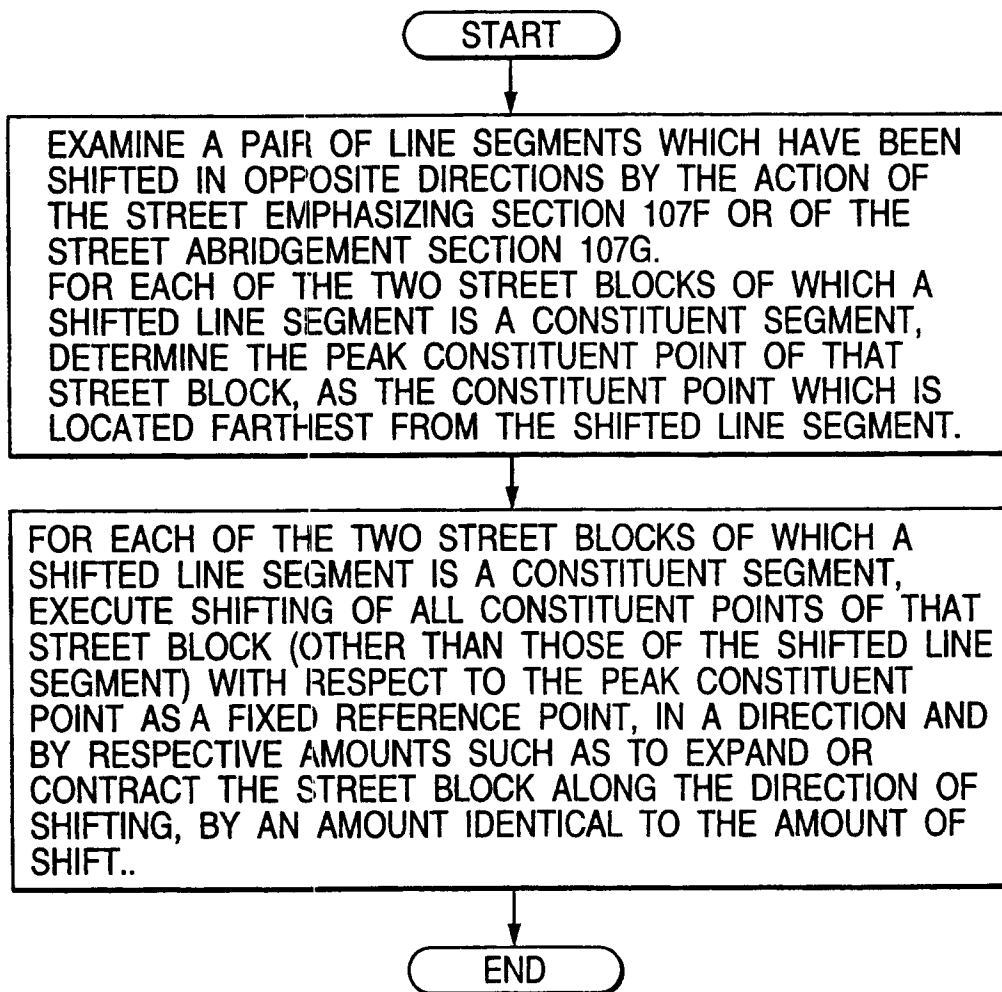 START
EXAMINE A PAIR OF LINE SEGMENTS WHICH HAVE BEEN
SHIFTED IN OPPOSITE DIRECTIONS BY THE ACTION OF
THE STREET EMPHASIZING SECTION 107F OR OF THE
STREET ABRIDGEMENT SECTION 107G.
FOR EACH OF THE TWO STREET BLOCKS OF WHICH A
SHIFTED LINE SEGMENT IS A CONSTITUENT SEGMENT,
DETERMINE THE PEAK CONSTITUENT POINT OF THAT
STREET BLOCK, AS THE CONSTITUENT POINT WHICH IS
LOCATED FARTHEST FROM THE SHIFTED LINE SEGMENT.
FOR EACH OF THE TWO STREET BLOCKS OF WHICH A
SHIFTED LINE SEGMENT IS A CONSTITUENT SEGMENT,
EXECUTE SHIFTING OF ALL CONSTITUENT POINTS OF THAT
STREET BLOCK (OTHER THAN THOSE OF THE SHIFTED LINE
SEGMENT) WITH RESPECT TO THE PEAK CONSTITUENT
POINT AS A FIXED REFERENCE POINT, IN A DIRECTION AND
BY RESPECTIVE AMOUNTS SUCH AS TO EXPAND OR
CONTRACT THE STREET BLOCK ALONG THE DIRECTION OF
SHIFTING, BY AN AMOUNT IDENTICAL TO THE AMOUNT OF
SHIFT..
END